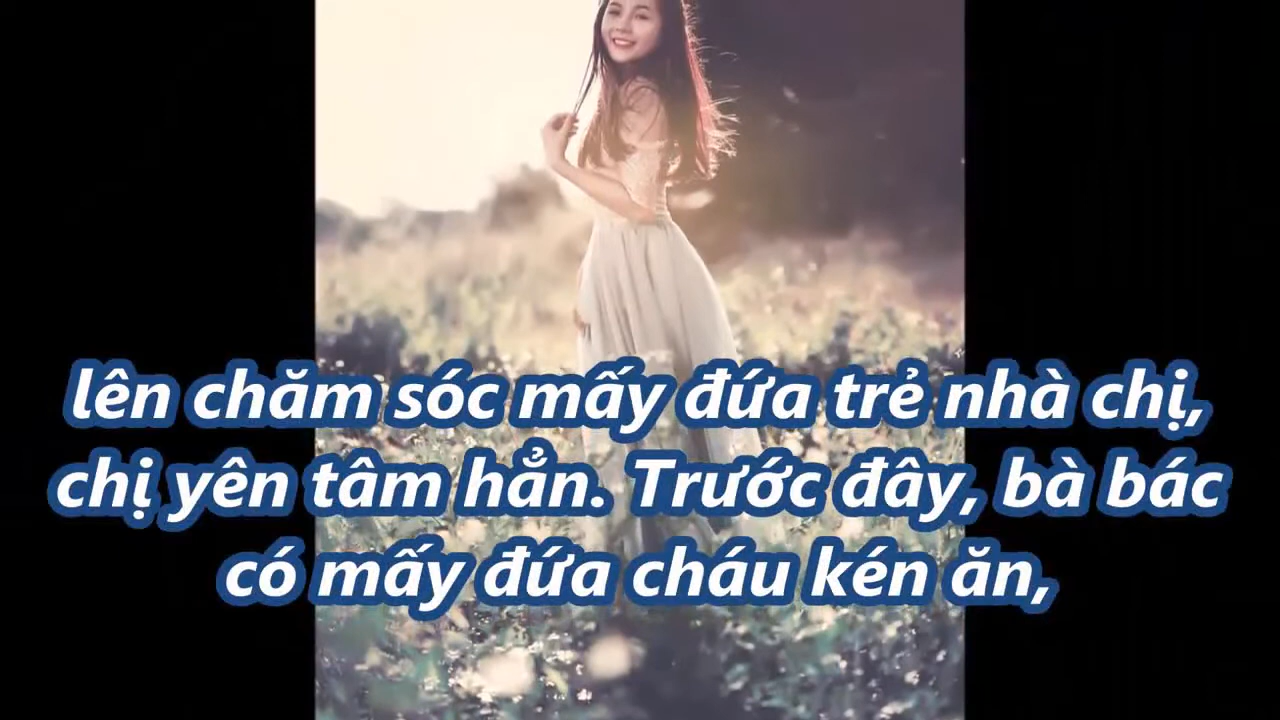 lên chăm sóc mấy đứa trẻ nhà chị,
chị yên tâm hẳn. Trước đây, bà bác
có mấy đứa cháu kén ăn,